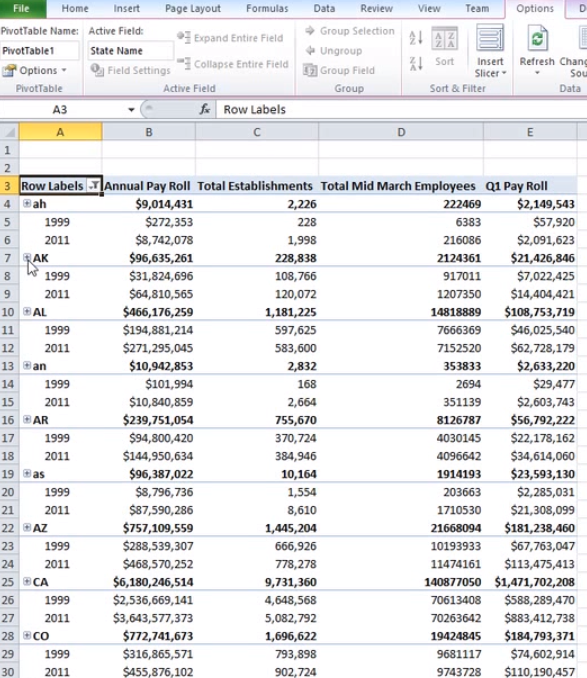 File Home Insert Page Layout Formulas Data Review View Team Options D
PivotTable Name: Active Field:
PivotTable1 State Name
Options Field Settings
Expand Entire Field
Collapse Entire Field
Group Selection
Ungroup
Group Field
Sort Insert Slicer
Refresh Chang
Sou
PivotTable Active Field Group Sort & Filter Data
A3 fx Row Labels
A B C D E
1
2
3 Row Labels Annual Pay Roll Total Establishments Total Mid March Employees Q1 Pay Roll
4 ah $9,014,431 2,226 222469 $2,149,543
5 1999 $272,353 228 6383 $57,920
6 2011 $8,742,078 1,998 216086 $2,091,623
7 AK $96,635,261 228,838 2124361 $21,426,846
8 1999 $31,824,696 108,766 917011 $7,022,425
9 2011 $64,810,565 120,072 1207350 $14,404,421
10 AL $466,176,259 1,181,225 14818889 $108,753,719
11 1999 $194,881,214 597,625 7666369 $46,025,540
12 2011 $271,295,045 583,600 7152520 $62,728,179
13 an $10,942,853 2,832 353833 $2,633,220
14 1999 $101,994 168 2694 $29,477
15 2011 $10,840,859 2,664 351139 $2,603,743
16 AR $239,751,054 755,670 8126787 $56,792,222
17 1999 $94,800,420 370,724 4030145 $22,178,162
18 2011 $144,950,634 384,946 4096642 $34,614,060
19 as $96,387,022 10,164 1914193 $23,593,130
20 1999 $8,796,736 1,554 203663 $2,285,031
21 2011 $87,590,286 8,610 1710530 $21,308,099
22 AZ $757,109,559 1,445,204 21668094 $181,238,460
23 1999 $288,539,307 666,926 10193933 $67,763,047
24 2011 $468,570,252 778,278 11474161 $113,475,413
25 CA $6,180,246,514 9,731,360 140877050 $1,471,702,208
26 1999 $2,536,669,141 4,648,568 70613408 $588,289,470
27 2011 $3,643,577,373 5,082,792 70263642 $883,412,738
28 CO $772,741,673 1,696,622 19424845 $184,793,371
29 1999 $316,865,571 793,898 9681117 $74,602,914
30 2011 $455,876,102 902,724 9743728 $110,190,457